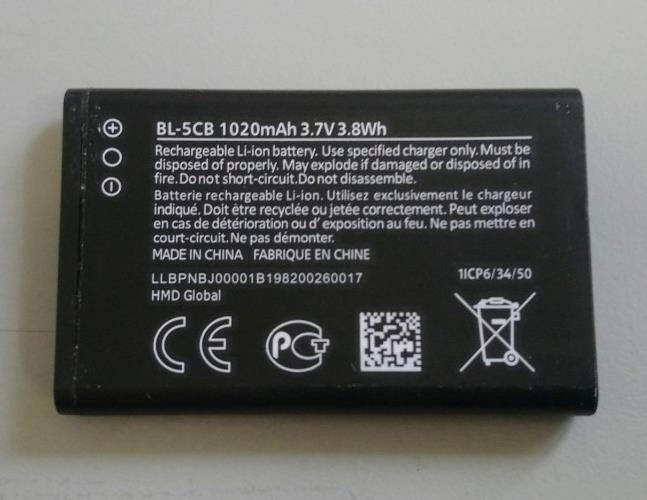 BL-5CB 1020mAh 3.7V 3.8Wh
Rechargeable Li-ion battery. Use specified charger only. Must be
disposed of properly. May explode if damaged or disposed of in
fire. Do not short-circuit. Do not disassemble.
Batterie rechargeable Li-ion. Utilisez exclusivement le chargeur
indiqué. Doit être recyclée ou jetée correctement. Peut exploser
en cas de détérioration ou d' exposition au feu. Ne pas mettre en
court-circuit. Ne pas démonter.
MADE IN CHINA FABRIQUE EN CHINE
LLBPNBJ00001B198200260017
1ICP6/34/50
HMD Global
CE
PCT